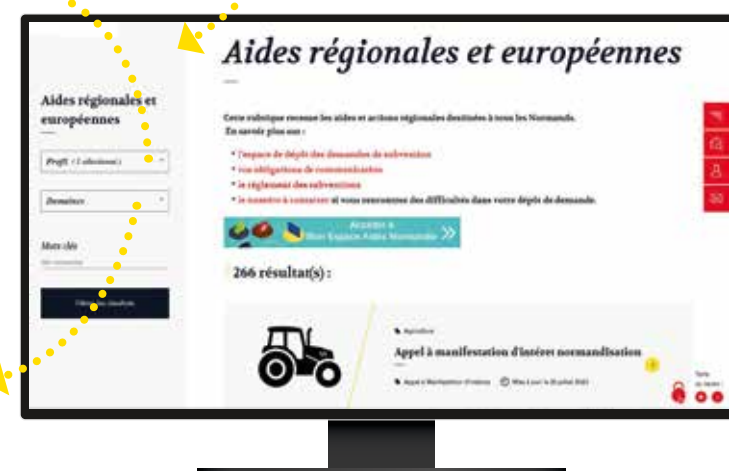 Aides régionales et européennes
Aides régionales et
européennes
Profil
Domaines
Mots clés
Cette rubrique recense les aides et actions régionales destinées à tous les Normands.
En savoir plus sur :
* l'espace de dépôt des demandes de subvention
* vos obligations de communication
* le règlement des subventions
* le numéro à contacter si vous rencontrez des difficultés dans votre dépôt de demande.
Accéder à
Mon Espace Aides Normandie
266 résultat(s) :
Agriculture
Appel à manifestation d'intérêt normandisation